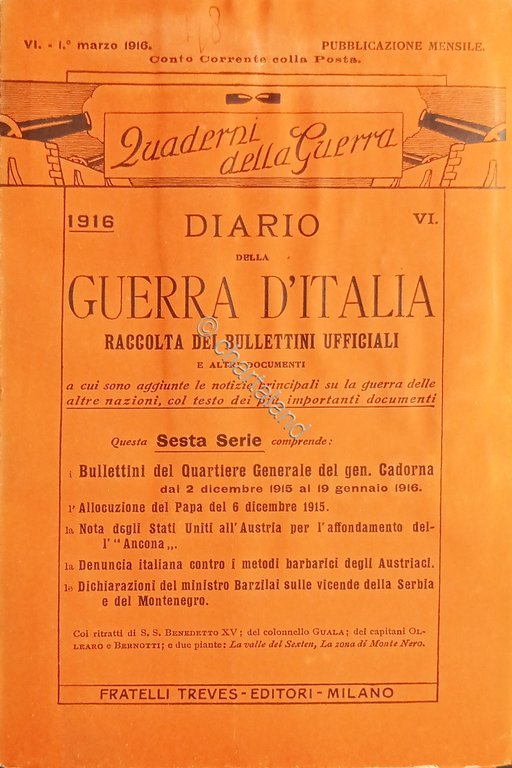 VI. - 1.° marzo 1916. PUBBLICAZIONE MENSILE.
Conto Corrente colla Posta.
Quaderni
della Guerra
1916 DIARIO VI.
DELLA
GUERRA D'ITALIA
RACCOLTA DEI BULLETTINI UFFICIALI
E ALTRI DOCUMENTI
a cui sono aggiunte le notizie principali su la guerra delle
altre nazioni, col testo dei più importanti documenti
Questa Sesta Serie comprende:
i Bullettini del Quartiere Generale del gen. Cadorna
dal 2 dicembre 1915 al 19 gennaio 1916.
l' Allocuzione del Papa del 6 dicembre 1915.
la Nota degli Stati Uniti all'Austria per l'affondamento del-
l' "Ancona„.
la Denuncia italiana contro i metodi barbarici degli Austriaci.
le Dichiarazioni del ministro Barzilai sulle vicende della Serbia
e del Montenegro.
Coi ritratti di S. S. BENEDETTO XV; del colonnello GUALA; dei capitani OL-
LEARO e BERNOTTI; e due piante: La valle del Sexten, La zona di Monte Nero.
FRATELLI TREVES - EDITORI - MILANO
© Chartaland